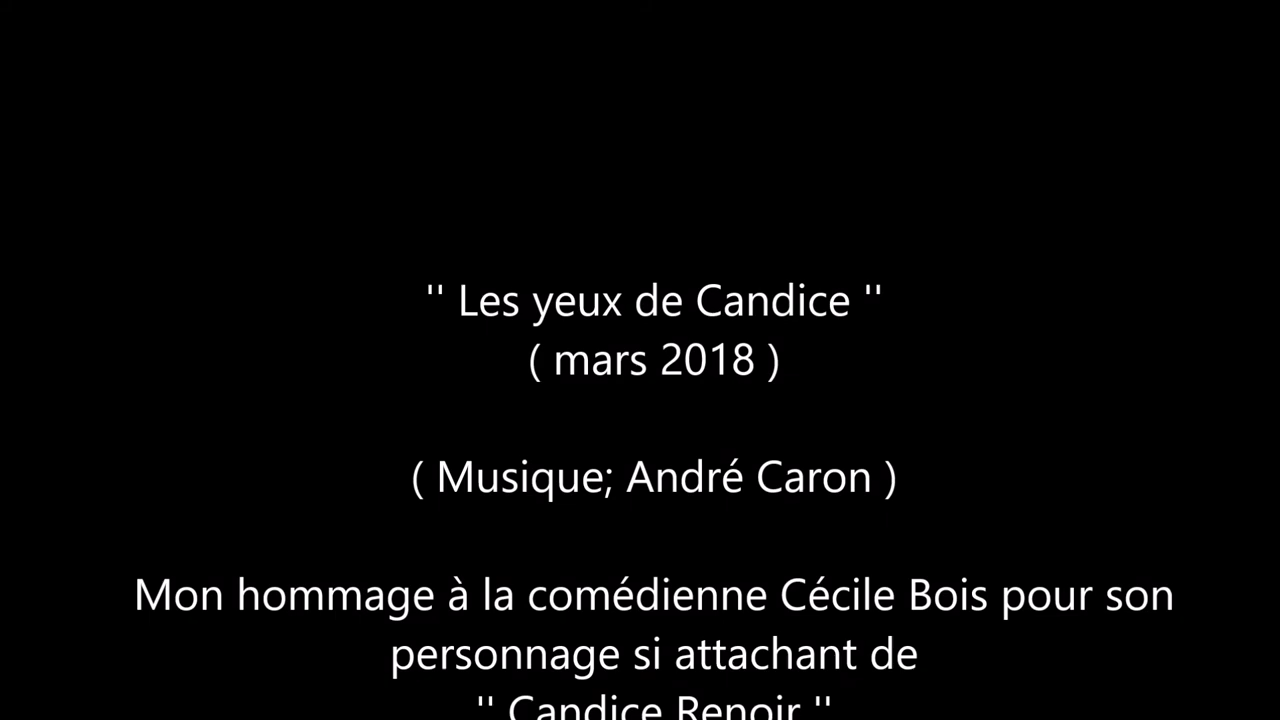 '' Les yeux de Candice ''
( mars 2018 )
( Musique; André Caron )
Mon hommage à la comédienne Cécile Bois pour son
personnage si attachant de
'' Candice Renoir ''